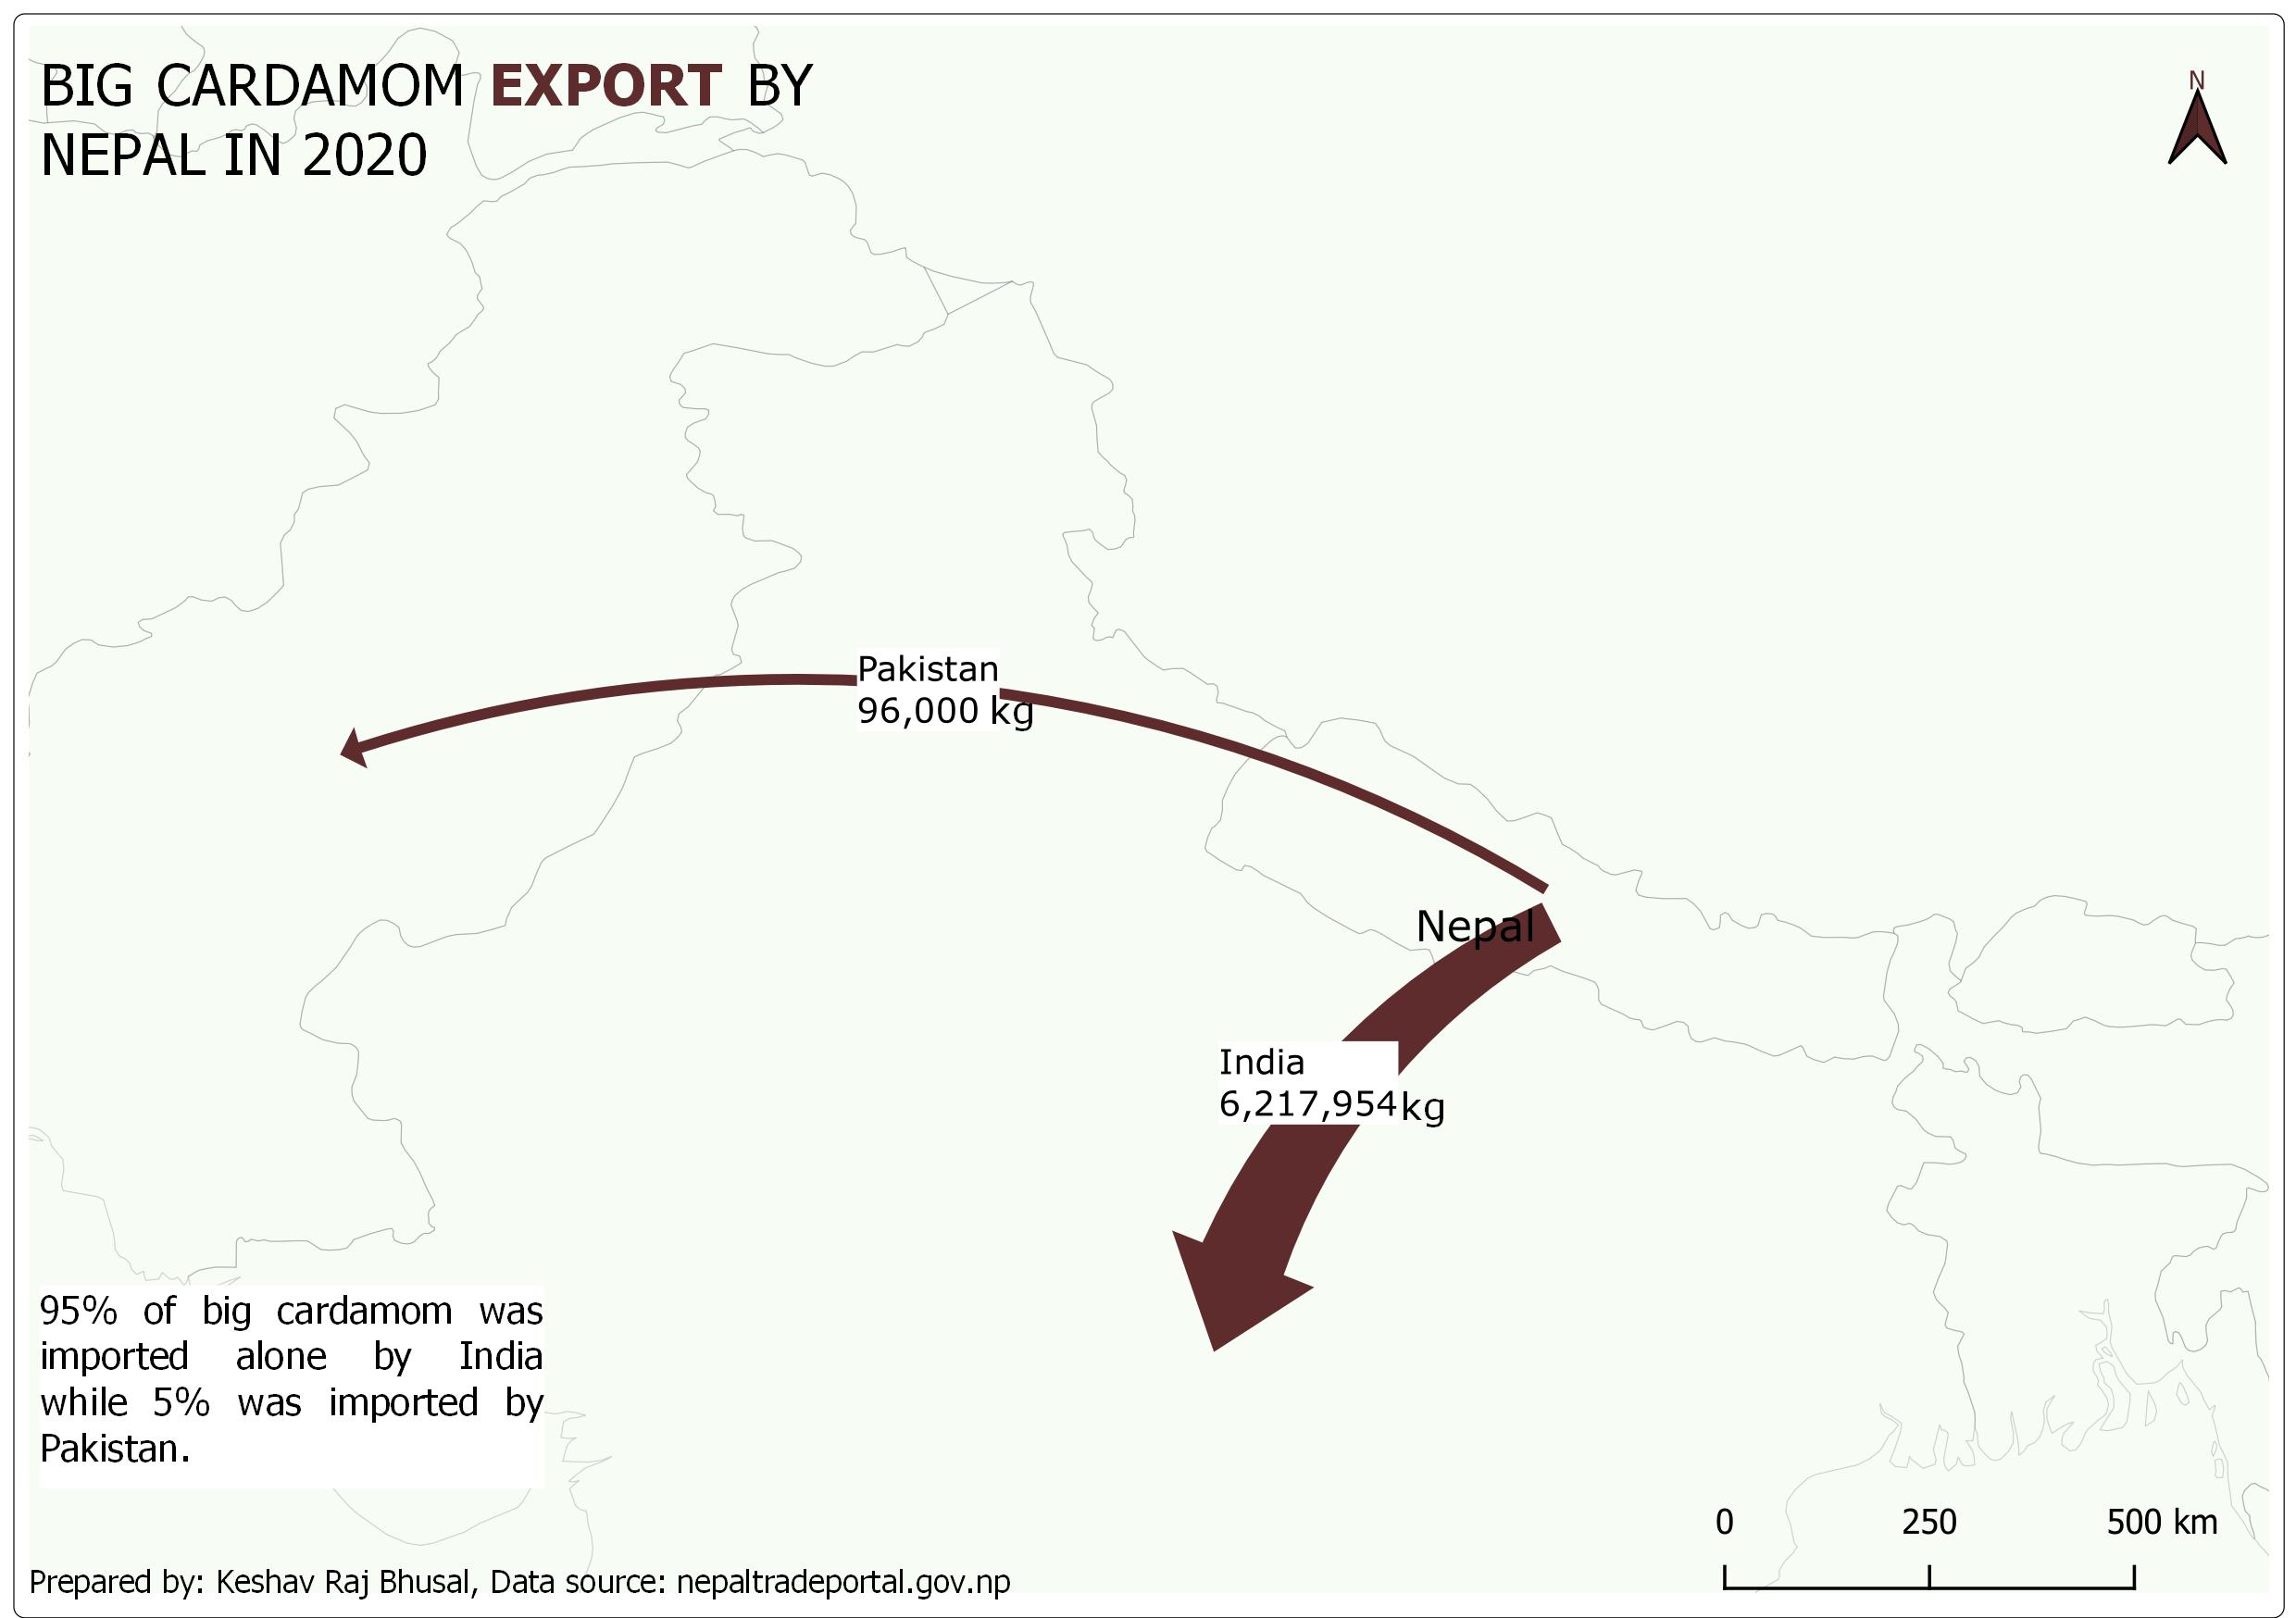 BIG CARDAMOM EXPORT BY
NEPAL IN 2020
N
Pakistan
96,000 kg
Nepal
India
6,217,954kg
95% of big cardamom was
imported alone by India
while 5% was imported by
Pakistan.
0 250 500 km
Prepared by: Keshav Raj Bhusal, Data source: nepaltradeportal.gov.np